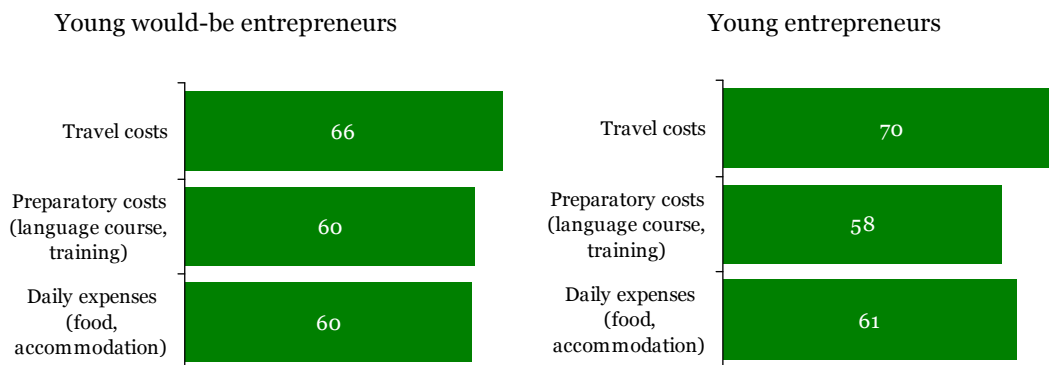 Young would-be entrepreneurs
Travel costs
66
Preparatory costs
(language course,
training)
60
Daily expenses
(food,
accommodation)
60
Young entrepreneurs
Travel costs
70
Preparatory costs
(language course,
training)
58
Daily expenses
(food,
accommodation)
61